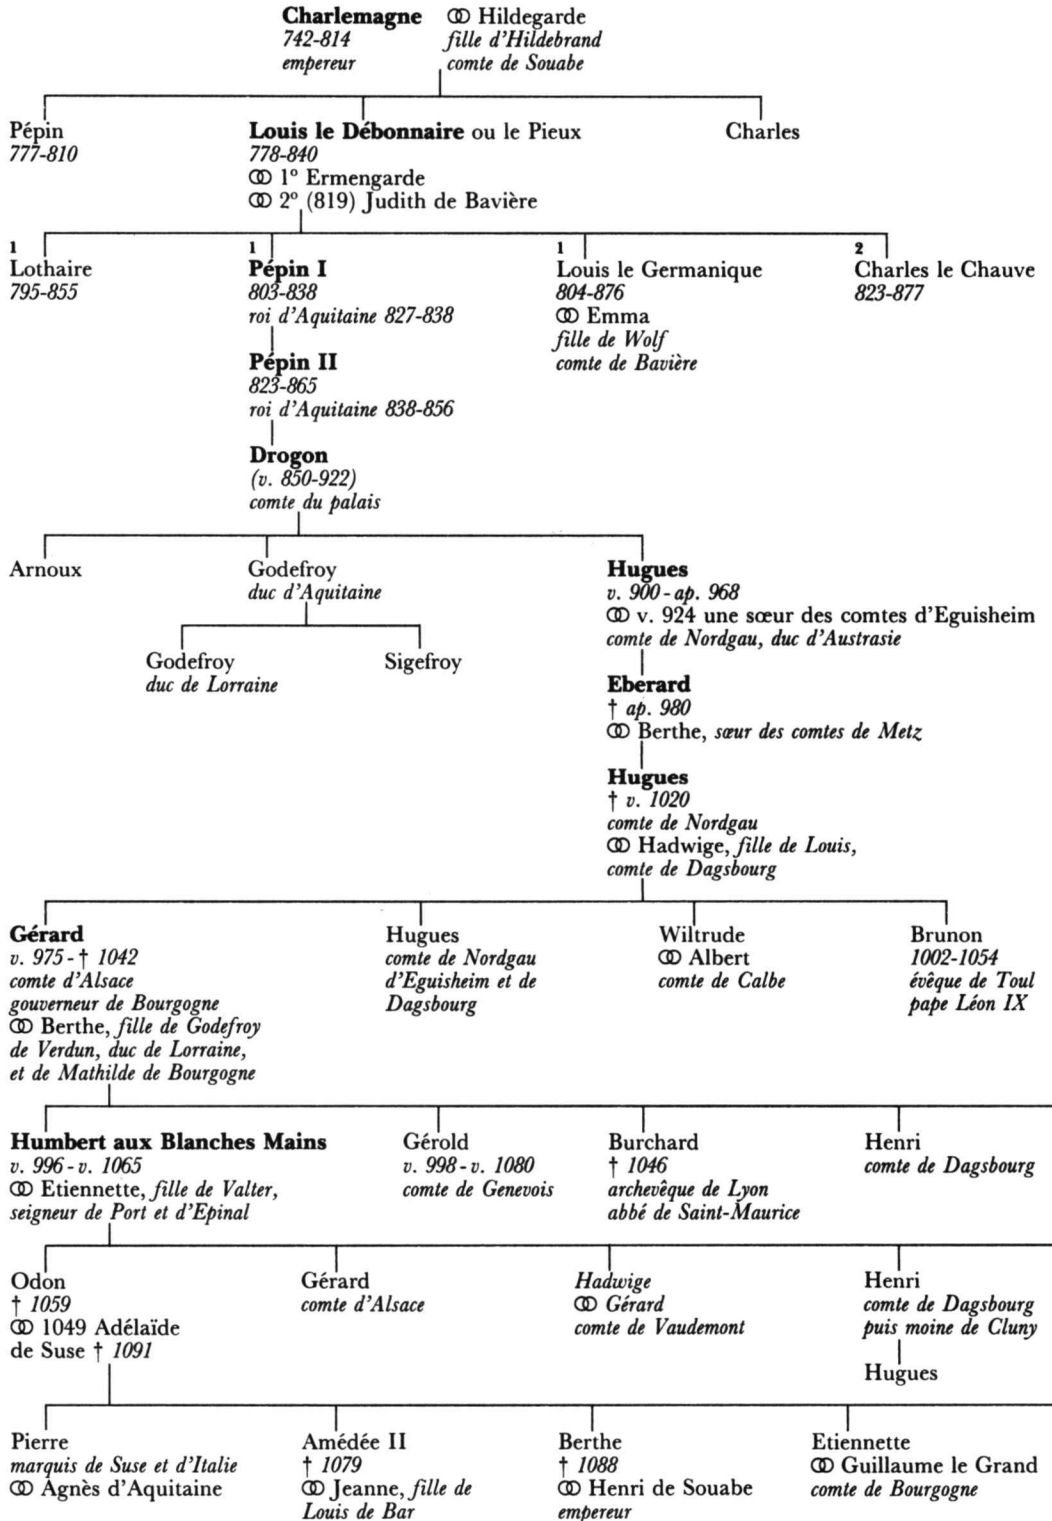 Charlemagne
742-814
empereur
⚭ Hildegarde
fille d'Hildebrand
comte de Souabe
Pépin
777-810
Louis le Débonnaire ou le Pieux
778-840
⚭ 1º Ermengarde
⚭ 2º (819) Judith de Bavière
Charles
1
Lothaire
795-855
1
Pépin I
803-838
roi d'Aquitaine 827-838
1
Louis le Germanique
804-876
⚭ Emma
fille de Wolf
comte de Bavière
2
Charles le Chauve
823-877
Pépin II
823-865
roi d'Aquitaine 838-856
Drogon
(v. 850-922)
comte du palais
Arnoux
Godefroy
duc d'Aquitaine
Hugues
v. 900 - ap. 968
⚭ v. 924 une sœur des comtes d'Eguisheim
comte de Nordgau, duc d'Austrasie
Godefroy
duc de Lorraine
Sigefroy
Eberard
† ap. 980
⚭ Berthe, sœur des comtes de Metz
Hugues
† v. 1020
comte de Nordgau
⚭ Hadwige, fille de Louis,
comte de Dagsbourg
Gérard
v. 975 - † 1042
comte d'Alsace
gouverneur de Bourgogne
⚭ Berthe, fille de Godefroy
de Verdun, duc de Lorraine,
et de Mathilde de Bourgogne
Hugues
comte de Nordgau
d'Eguisheim et de
Dagsbourg
Wiltrude
⚭ Albert
comte de Calbe
Brunon
1002-1054
évêque de Toul
pape Léon IX
Humbert aux Blanches Mains
v. 996 - v. 1065
⚭ Etiennette, fille de Valter,
seigneur de Port et d'Epinal
Gérold
v. 998 - v. 1080
comte de Genevois
Burchard
† 1046
archevêque de Lyon
abbé de Saint-Maurice
Henri
comte de Dagsbourg
Odon
† 1059
⚭ 1049 Adélaïde
de Suse † 1091
Gérard
comte d'Alsace
Hadwige
⚭ Gérard
comte de Vaudemont
Henri
comte de Dagsbourg
puis moine de Cluny
Hugues
Pierre
marquis de Suse et d'Italie
⚭ Agnès d'Aquitaine
Amédée II
† 1079
⚭ Jeanne, fille de
Louis de Bar
Berthe
† 1088
⚭ Henri de Souabe
empereur
Etiennette
⚭ Guillaume le Grand
comte de Bourgogne